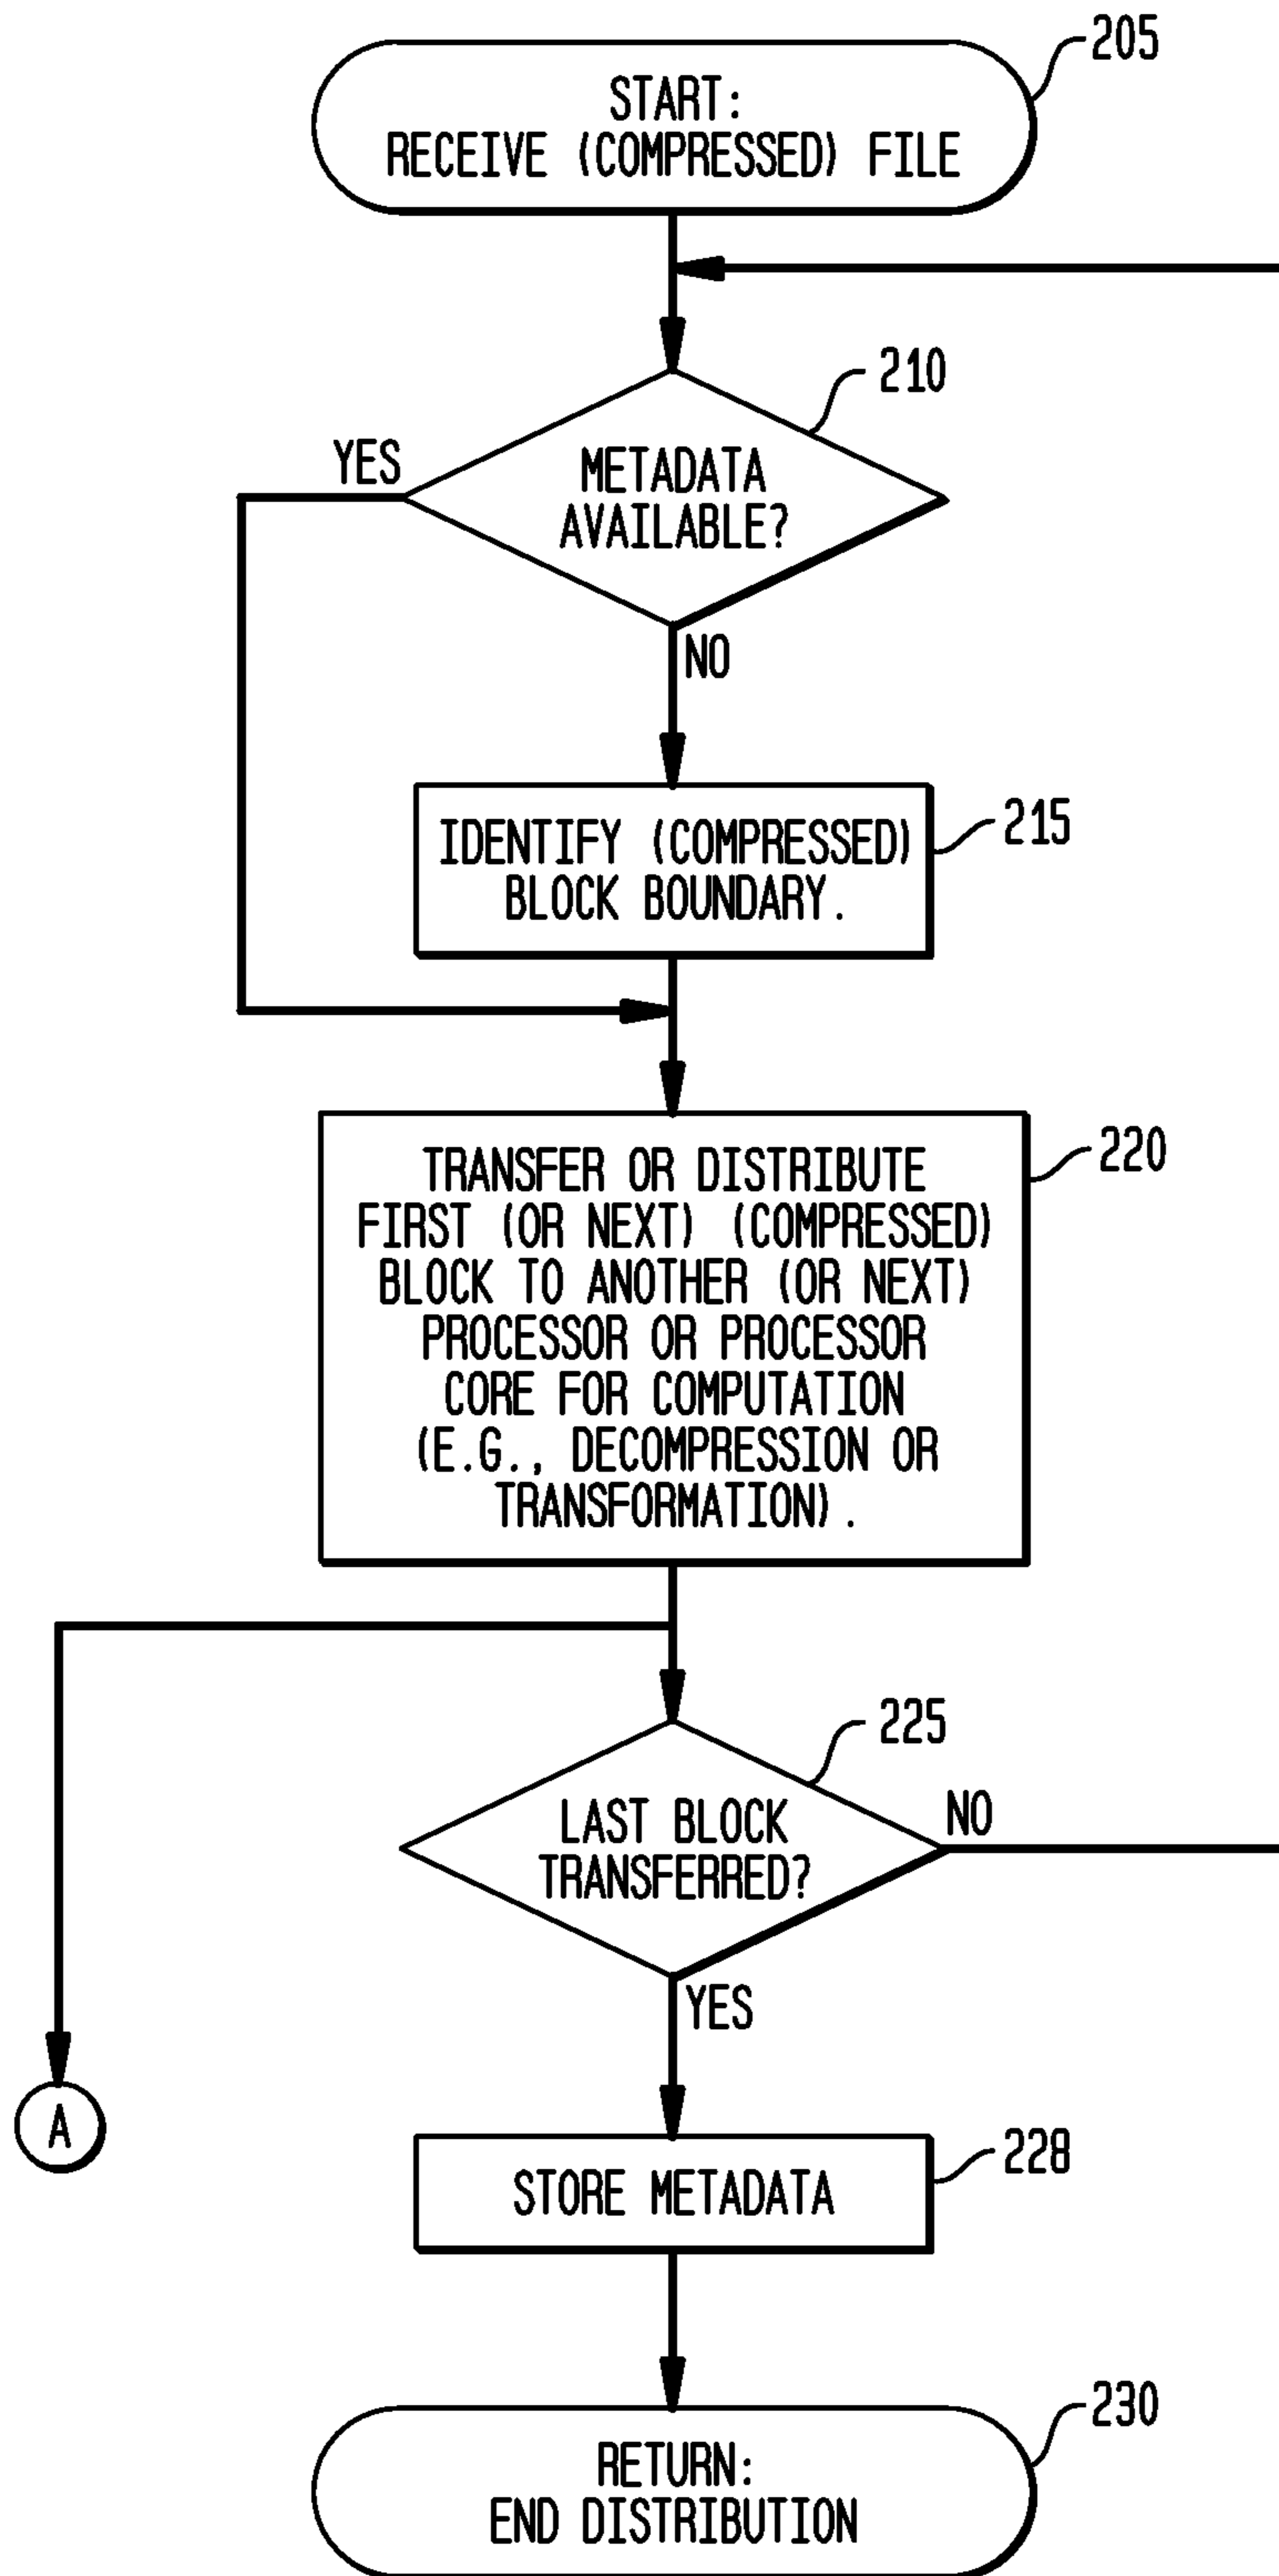 205
START:
RECEIVE (COMPRESSED) FILE
210
YES
METADATA
AVAILABLE?
NO
215
IDENTIFY (COMPRESSED)
BLOCK BOUNDARY.
220
TRANSFER OR DISTRIBUTE
FIRST (OR NEXT) (COMPRESSED)
BLOCK TO ANOTHER (OR NEXT)
PROCESSOR OR PROCESSOR
CORE FOR COMPUTATION
(E.G., DECOMPRESSION OR
TRANSFORMATION).
225
LAST BLOCK
TRANSFERRED?
NO
YES
A
228
STORE METADATA
230
RETURN:
END DISTRIBUTION